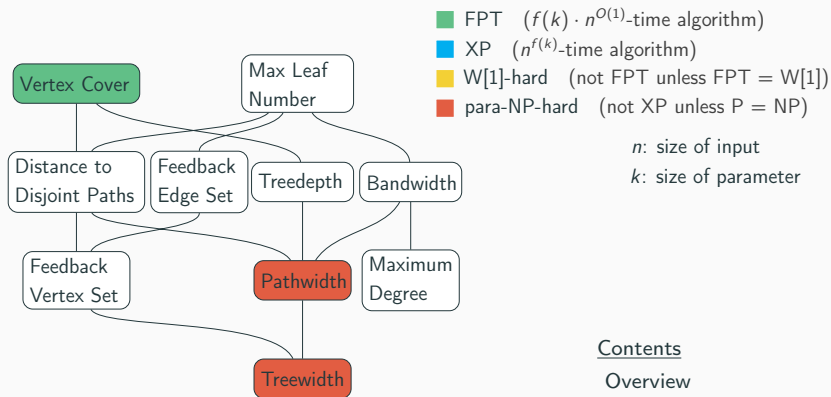 FPT (f(k) · n^{O(1)}-time algorithm)
XP (n^{f(k)}-time algorithm)
W[1]-hard (not FPT unless FPT = W[1])
para-NP-hard (not XP unless P = NP)
n: size of input
k: size of parameter
Vertex Cover
Max Leaf
Number
Distance to
Disjoint Paths
Feedback
Edge Set
Treedepth
Bandwidth
Feedback
Vertex Set
Pathwidth
Maximum
Degree
Treewidth
Contents
Overview